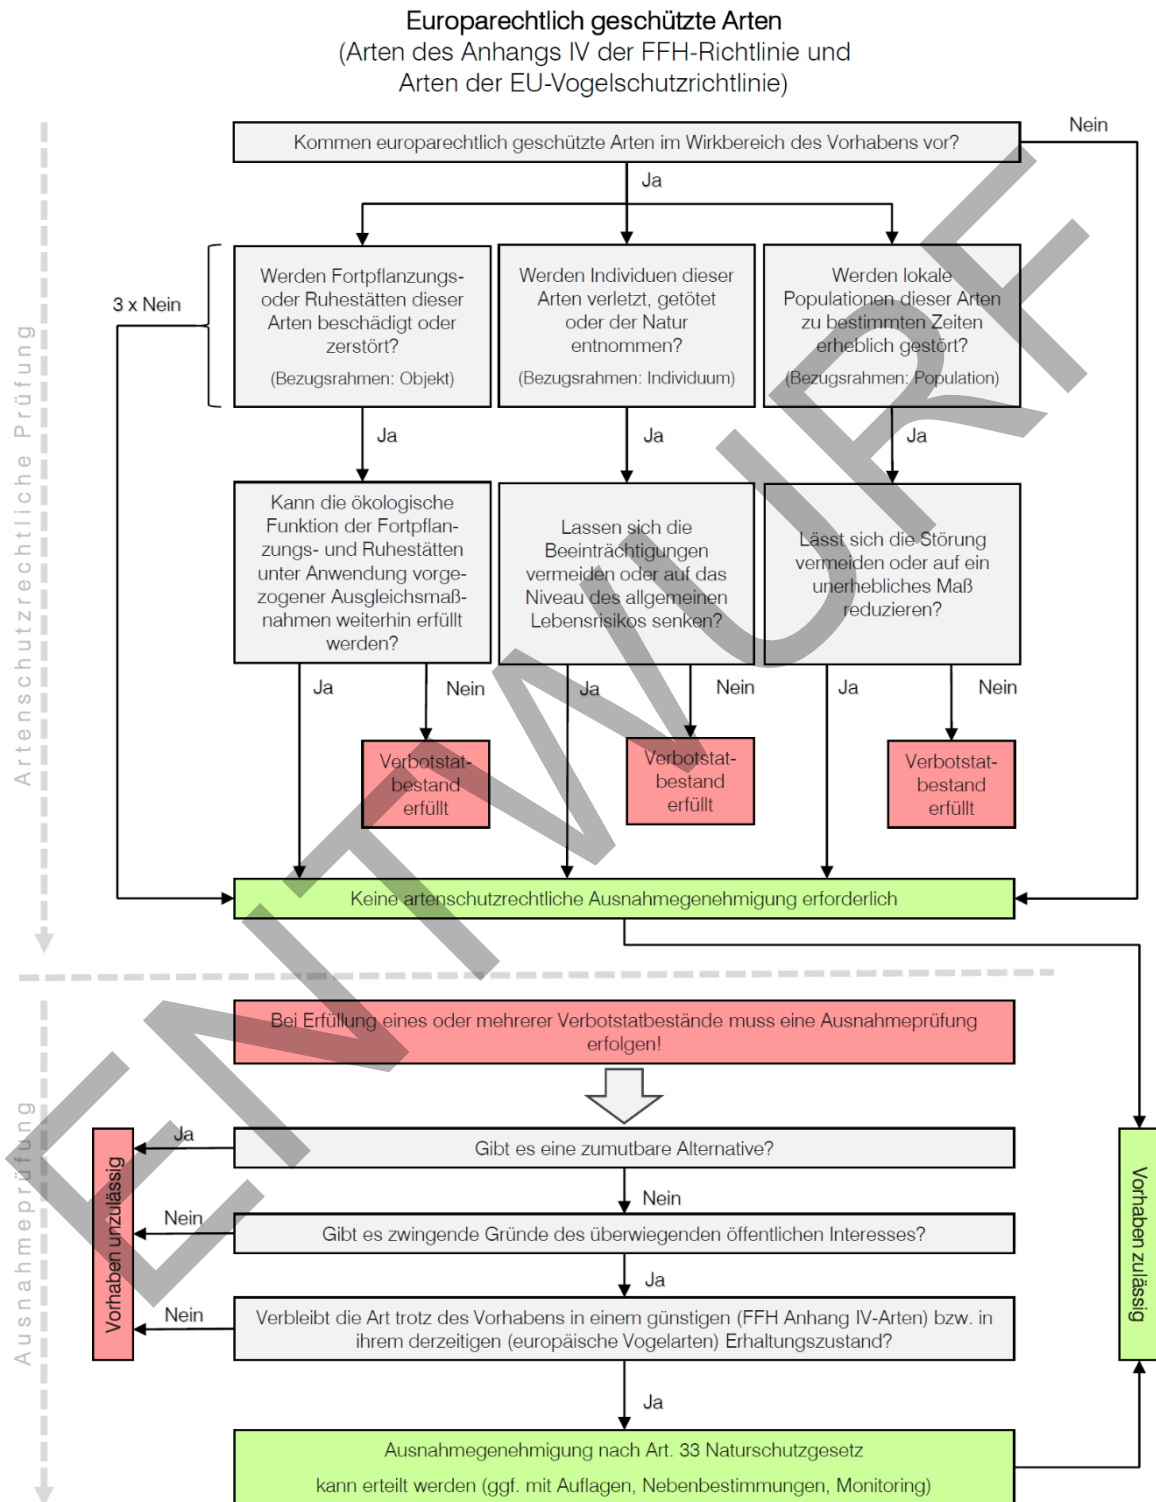 Europarechtlich geschützte Arten
(Arten des Anhangs IV der FFH-Richtlinie und
Arten der EU-Vogelschutzrichtlinie)
Artenschutzrechtliche Prüfung
Kommen europarechtlich geschützte Arten im Wirkbereich des Vorhabens vor?
Nein
Ja
3 x Nein
Werden Fortpflanzungs-
oder Ruhestätten dieser
Arten beschädigt oder
zerstört?
(Bezugsrahmen: Objekt)
Werden Individuen dieser
Arten verletzt, getötet
oder der Natur
entnommen?
(Bezugsrahmen: Individuum)
Werden lokale
Populationen dieser Arten
zu bestimmten Zeiten
erheblich gestört?
(Bezugsrahmen: Population)
Ja
Ja
Ja
Kann die ökologische
Funktion der Fortpflan-
zungs- und Ruhestätten
unter Anwendung vorge-
zogener Ausgleichsmaß-
nahmen weiterhin erfüllt
werden?
Lassen sich die
Beeinträchtigungen
vermeiden oder auf das
Niveau des allgemeinen
Lebensrisikos senken?
Lässt sich die Störung
vermeiden oder auf ein
unerhebliches Maß
reduzieren?
Ja
Nein
Ja
Nein
Ja
Nein
Verbotstat-
bestand
erfüllt
Verbotstat-
bestand
erfüllt
Verbotstat-
bestand
erfüllt
Keine artenschutzrechtliche Ausnahmegenehmigung erforderlich
Ausnahmeprüfung
Bei Erfüllung eines oder mehrerer Verbotstatbestände muss eine Ausnahmeprüfung
erfolgen!
Vorhaben unzulässig
Ja
Gibt es eine zumutbare Alternative?
Nein
Nein
Gibt es zwingende Gründe des überwiegenden öffentlichen Interesses?
Ja
Nein
Verbleibt die Art trotz des Vorhabens in einem günstigen (FFH Anhang IV-Arten) bzw. in
ihrem derzeitigen (europäische Vogelarten) Erhaltungszustand?
Ja
Vorhaben zulässig
Ausnahmegenehmigung nach Art. 33 Naturschutzgesetz
kann erteilt werden (ggf. mit Auflagen, Nebenbestimmungen, Monitoring)
ENTWURF